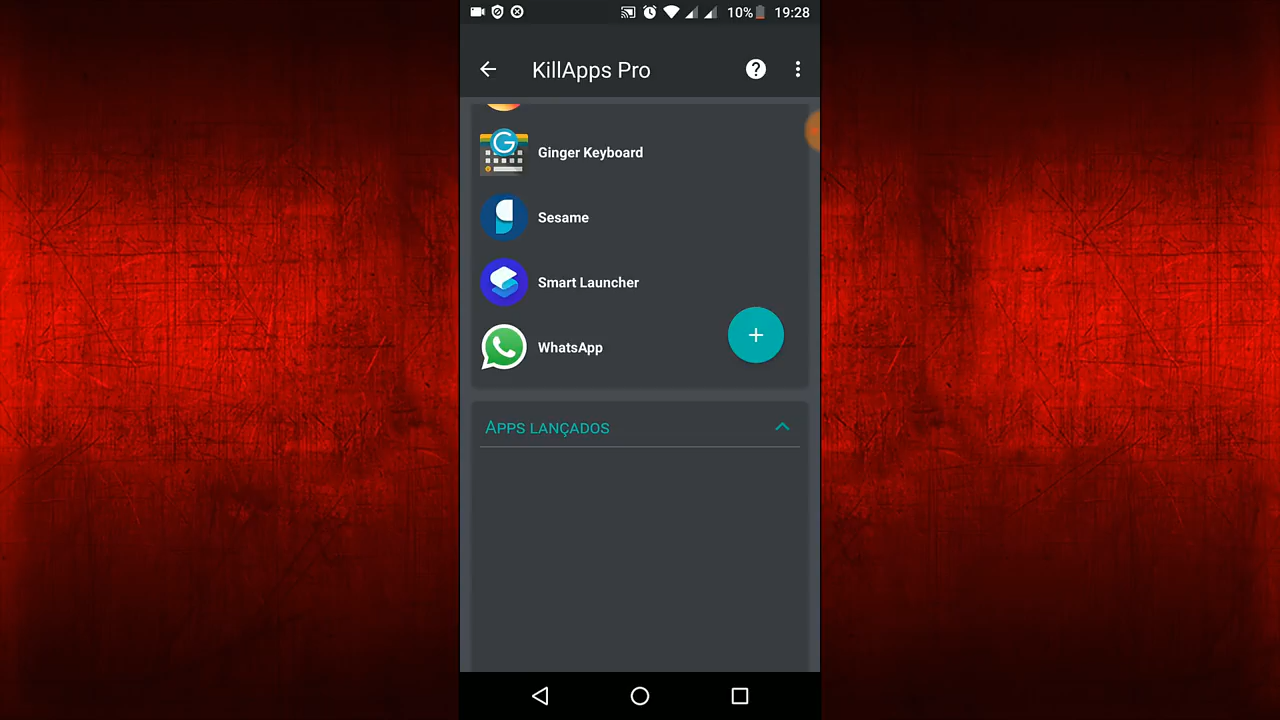 10% 19:28
KillApps Pro
Ginger Keyboard
Sesame
Smart Launcher
WhatsApp
APPS LANÇADOS